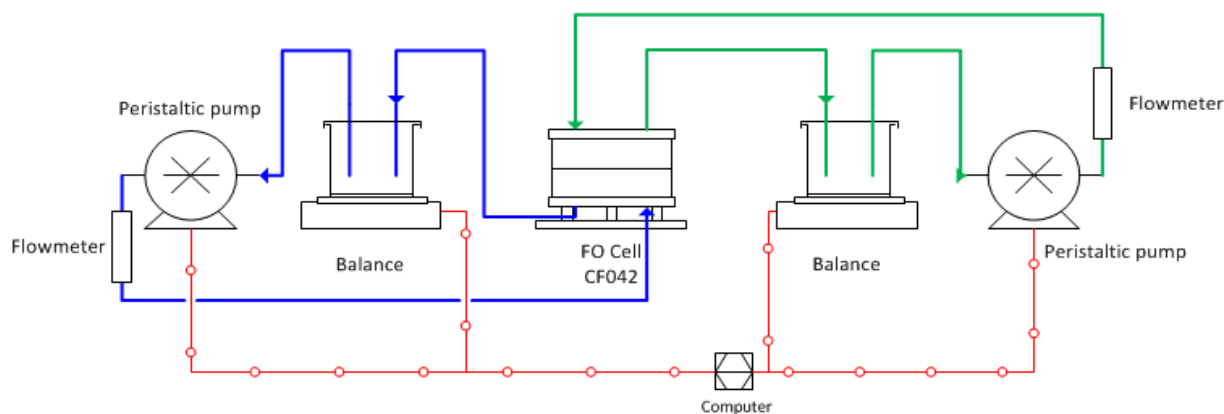 Peristaltic pump
Flowmeter
Flowmeter
Balance
FO Cell
CF042
Balance
Peristaltic pump
Computer